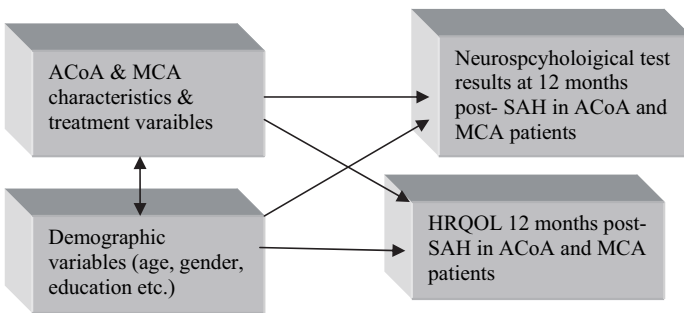 ACoA & MCA
characteristics &
treatment varaibles
Neurospcyholoigical test
results at 12 months
post- SAH in ACoA and
MCA patients
Demographic
variables (age, gender,
education etc.)
HRQOL 12 months post-
SAH in ACoA and MCA
patients